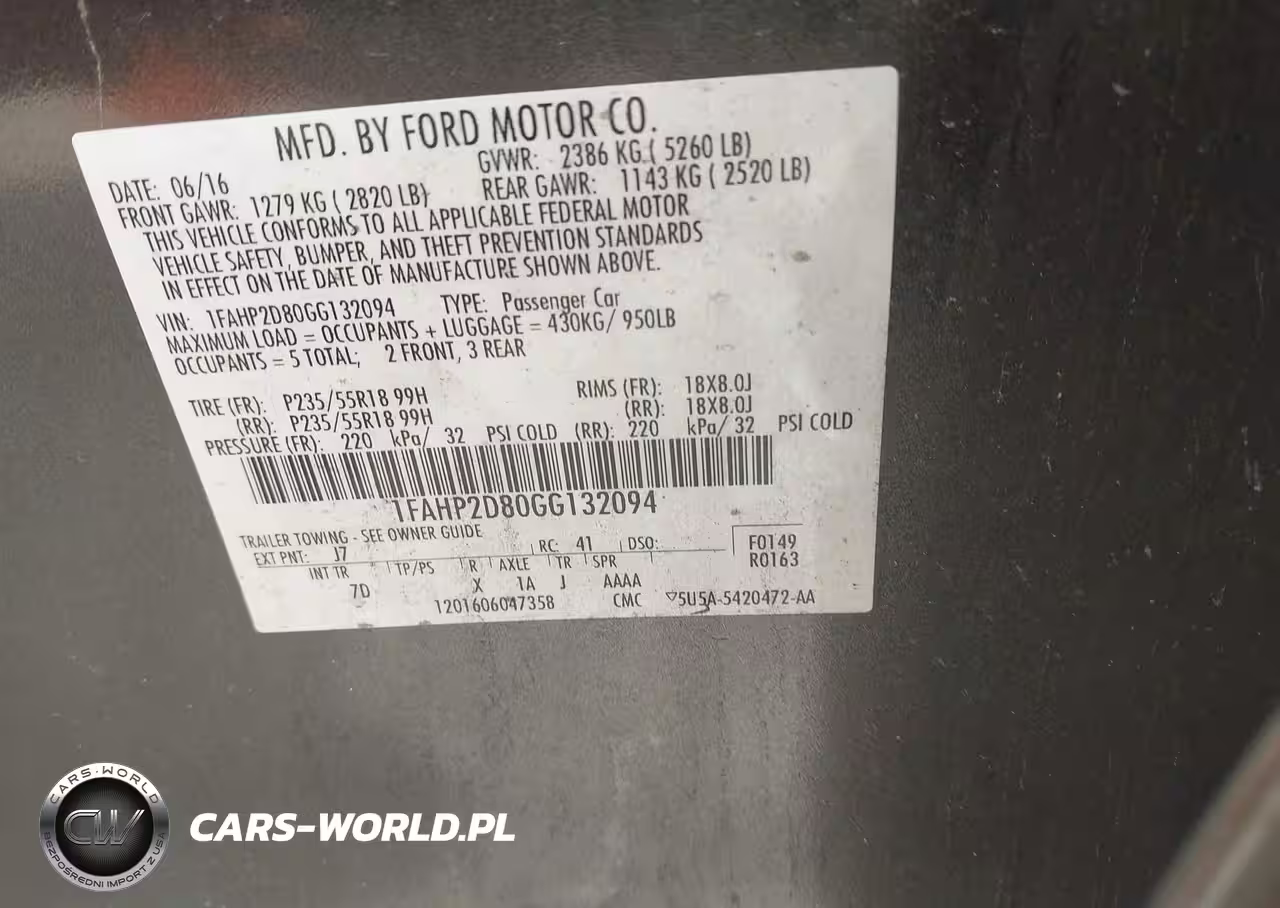 MFD. BY FORD MOTOR CO.
DATE: 06/16 GVWR: 2386 KG ( 5260 LB)
FRONT GAWR: 1279 KG ( 2820 LB) REAR GAWR: 1143 KG ( 2520 LB)
THIS VEHICLE CONFORMS TO ALL APPLICABLE FEDERAL MOTOR
VEHICLE SAFETY, BUMPER, AND THEFT PREVENTION STANDARDS
IN EFFECT ON THE DATE OF MANUFACTURE SHOWN ABOVE.
VIN: 1FAHP2D80GG132094 TYPE: Passenger Car
MAXIMUM LOAD = OCCUPANTS + LUGGAGE = 430KG/ 950LB
OCCUPANTS = 5 TOTAL; 2 FRONT, 3 REAR
TIRE (FR): P235/55R18 99H RIMS (FR): 18X8.0J
(RR): P235/55R18 99H (RR): 18X8.0J
PRESSURE (FR): 220 kPa/ 32 PSI COLD (RR): 220 kPa/ 32 PSI COLD
1FAHP2D80GG132094
TRAILER TOWING - SEE OWNER GUIDE
EXT PNT: J7 RC: 41 DSO: F0149
INT TR TP/PS R AXLE TR SPR R0163
7D X 1A J AAAA
1201606047358 CMC ▽5U5A-5420472-AA
CARS-WORLD
CW
BEZPOŚREDNI IMPORT Z USA
CARS-WORLD.PL